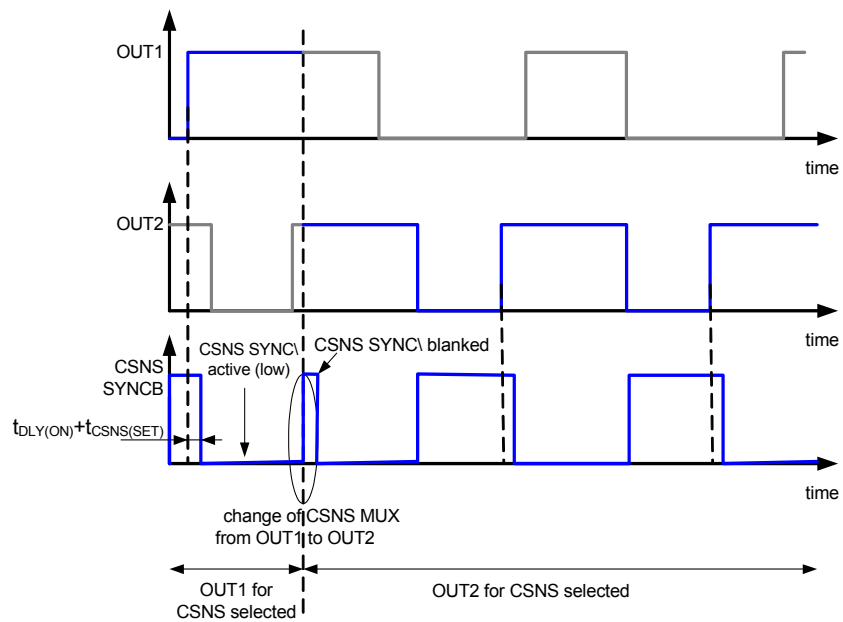 OUT1
time
OUT2
time
CSNS
SYNCB
CSNS SYNC\
active (low)
CSNS SYNC\ blanked
tDLY(ON)+tCSNS(SET)
time
change of CSNS MUX
from OUT1 to OUT2
OUT1 for
CSNS selected
OUT2 for CSNS selected